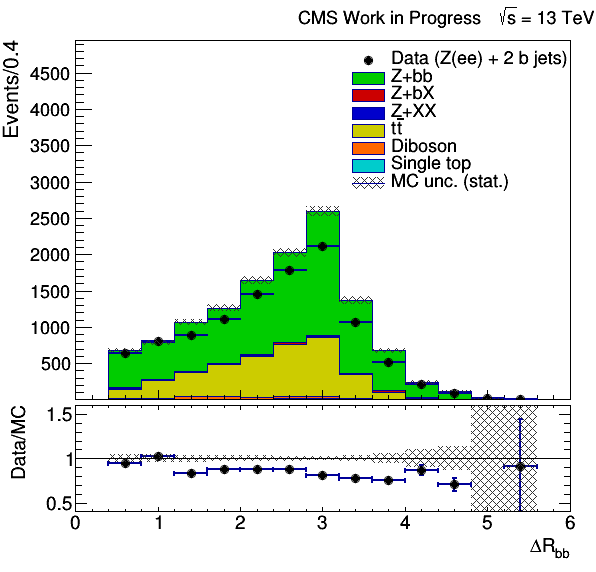 CMS Work in Progress √s = 13 TeV
Events/0.4
4500
4000
3500
3000
2500
2000
1500
1000
500
Data (Z(ee) + 2 b jets)
Z+bb
Z+bX
Z+XX
tt̄
Diboson
Single top
MC unc. (stat.)
Data/MC
1.5
1
0.5
0 1 2 3 4 5 6
ΔR_bb